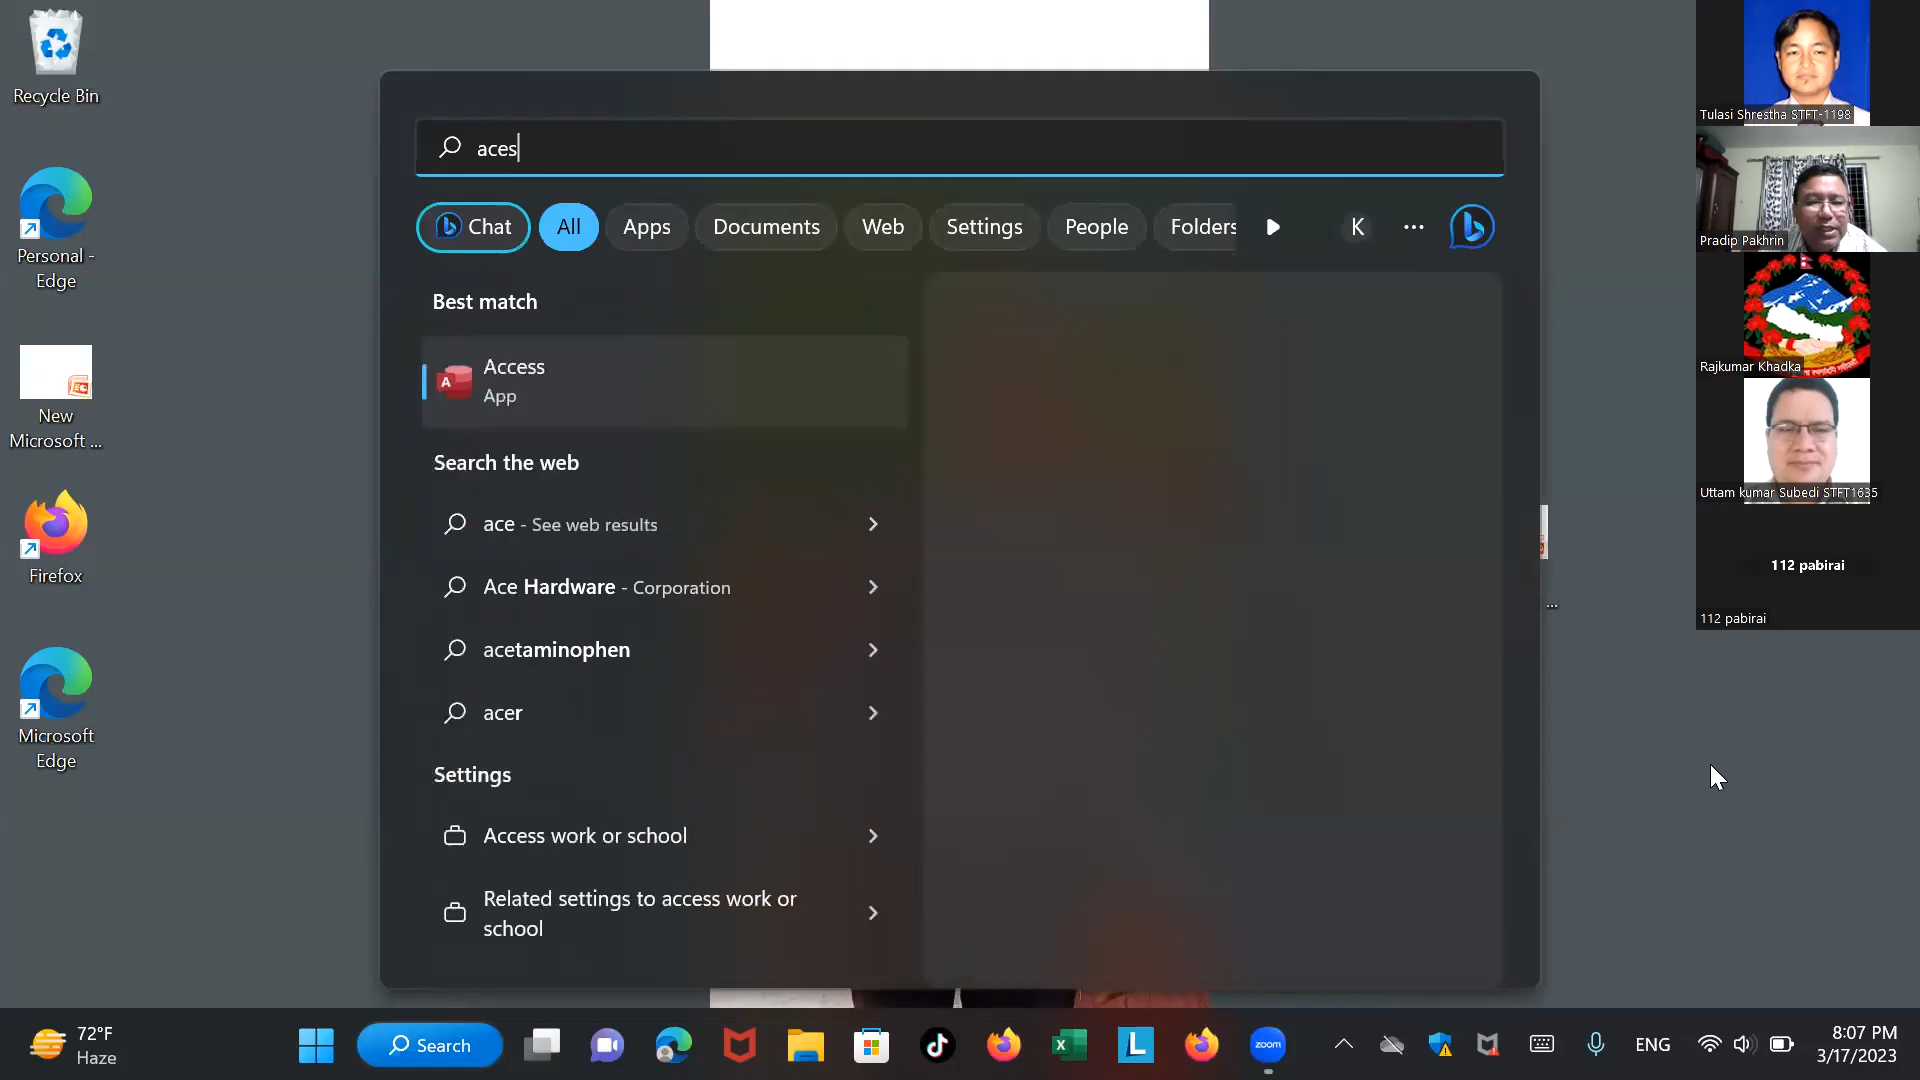 Recycle Bin
Personal -
Edge
New
Microsoft ...
Firefox
Microsoft
Edge
aces
Chat
All
Apps
Documents
Web
Settings
People
Folders
K
Best match
Access
App
Search the web
ace - See web results
Ace Hardware - Corporation
acetaminophen
acer
Settings
Access work or school
Related settings to access work or
school
...
Tulasi Shrestha STFT-1198
Pradip Pakhrin
Rajkumar Khadka
Uttam kumar Subedi STFT1635
112 pabirai
112 pabirai
72°F
Haze
Search
zoom
ENG
8:07 PM
3/17/2023